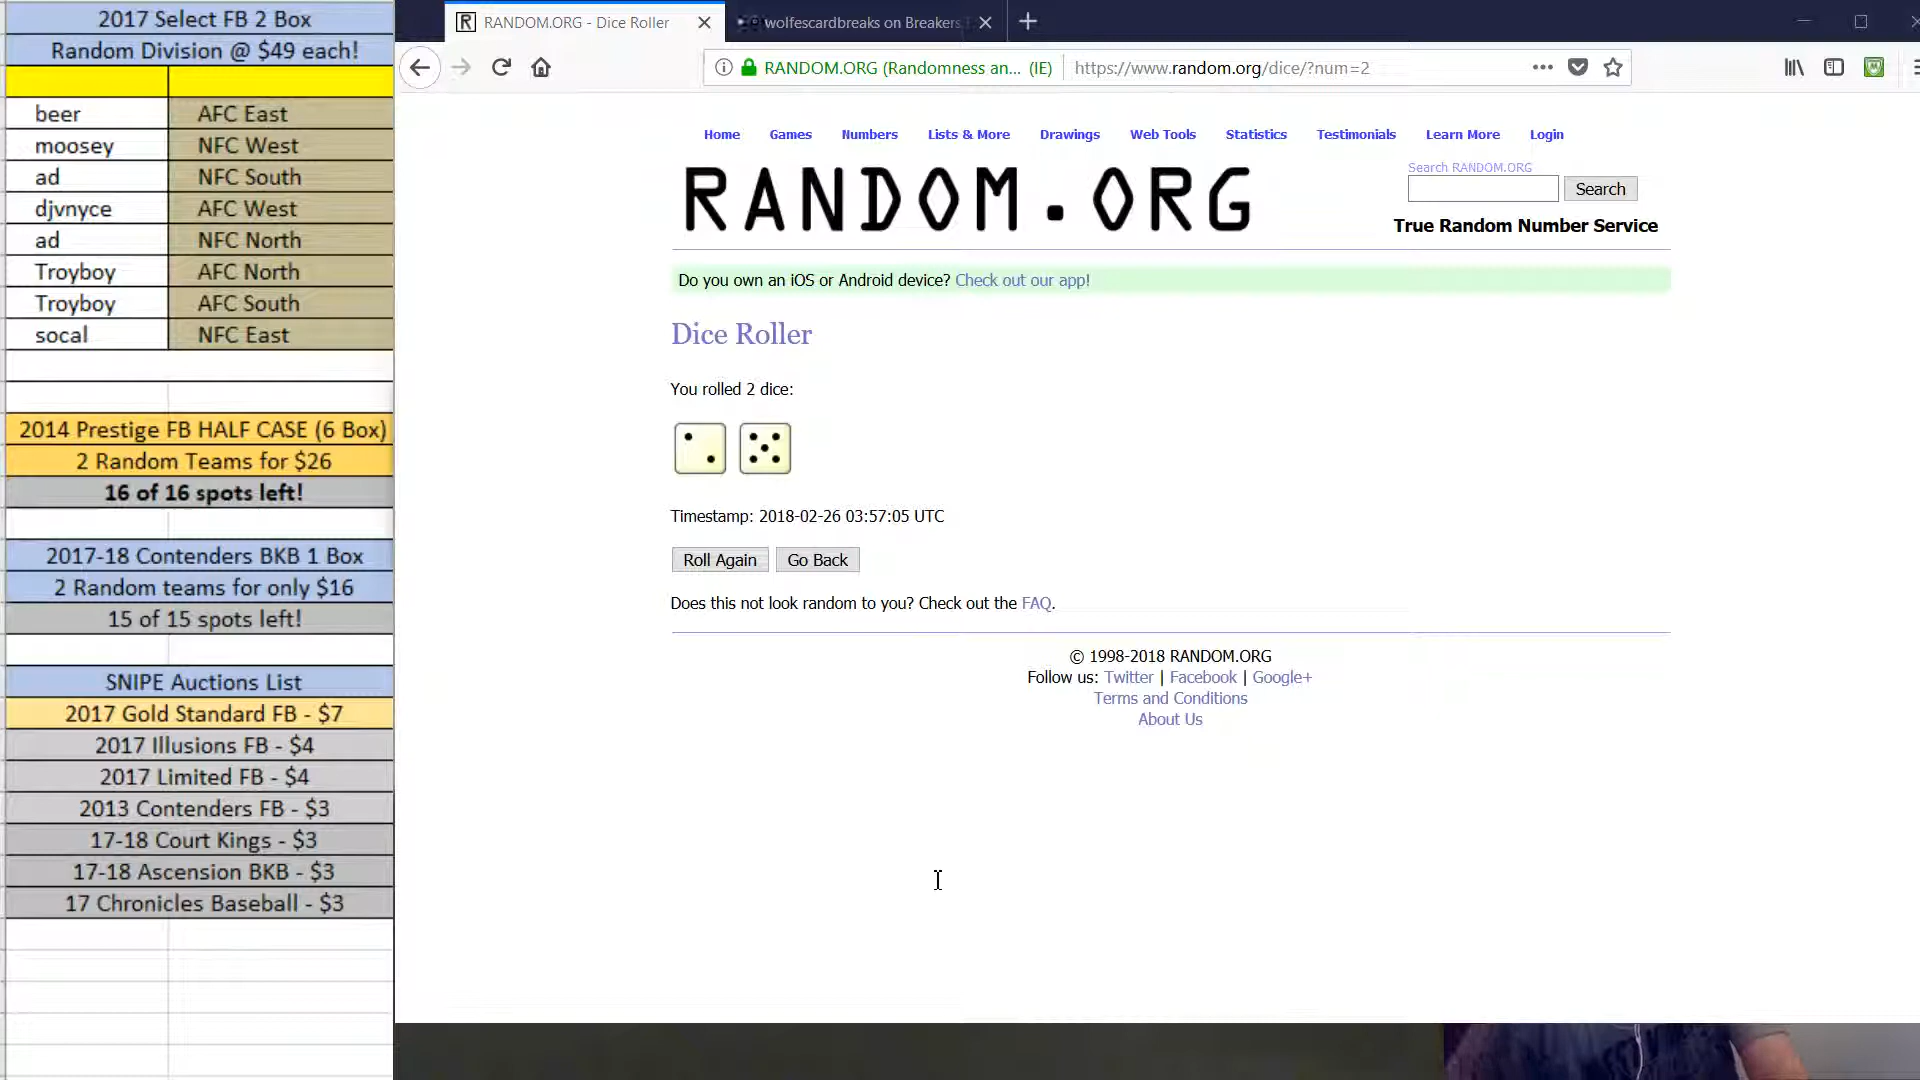 2017 Select FB 2 Box
Random Division @ $49 each!
beer AFC East
moosey NFC West
ad NFC South
djvnyce AFC West
ad NFC North
Troyboy AFC North
Troyboy AFC South
socal NFC East
2014 Prestige FB HALF CASE (6 Box)
2 Random Teams for $26
16 of 16 spots left!
2017-18 Contenders BKB 1 Box
2 Random teams for only $16
15 of 15 spots left!
SNIPE Auctions List
2017 Gold Standard FB - $7
2017 Illusions FB - $4
2017 Limited FB - $4
2013 Contenders FB - $3
17-18 Court Kings - $3
17-18 Ascension BKB - $3
17 Chronicles Baseball - $3
RANDOM.ORG - Dice Roller
wolfescardbreaks on Breakers
RANDOM.ORG (Randomness an... (IE) https://www.random.org/dice/?num=2
Home Games Numbers Lists & More Drawings Web Tools Statistics Testimonials Learn More Login
RANDOM.ORG
Search RANDOM.ORG
Search
True Random Number Service
Do you own an iOS or Android device? Check out our app!
Dice Roller
You rolled 2 dice:
Timestamp: 2018-02-26 03:57:05 UTC
Roll Again Go Back
Does this not look random to you? Check out the FAQ.
© 1998-2018 RANDOM.ORG
Follow us: Twitter | Facebook | Google+
Terms and Conditions
About Us